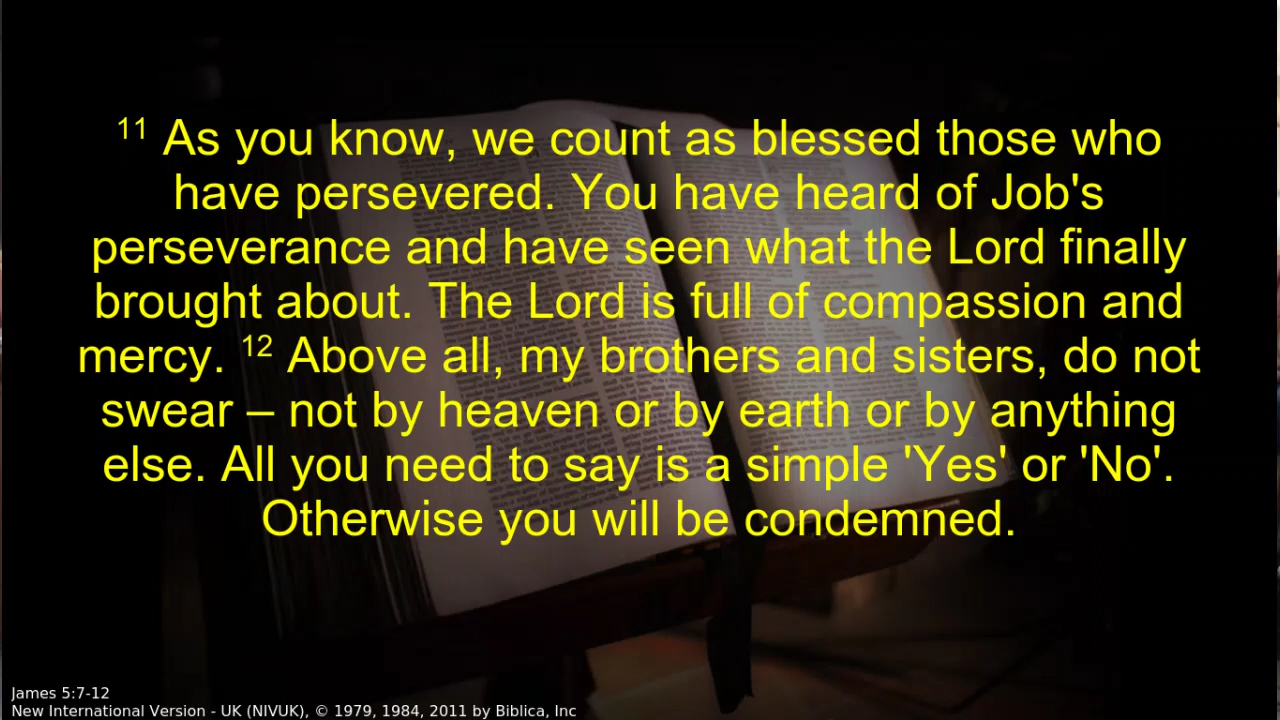 11 As you know, we count as blessed those who
have persevered. You have heard of Job's
perseverance and have seen what the Lord finally
brought about. The Lord is full of compassion and
mercy. 12 Above all, my brothers and sisters, do not
swear – not by heaven or by earth or by anything
else. All you need to say is a simple 'Yes' or 'No'.
Otherwise you will be condemned.
James 5:7-12
New International Version - UK (NIVUK), © 1979, 1984, 2011 by Biblica, Inc